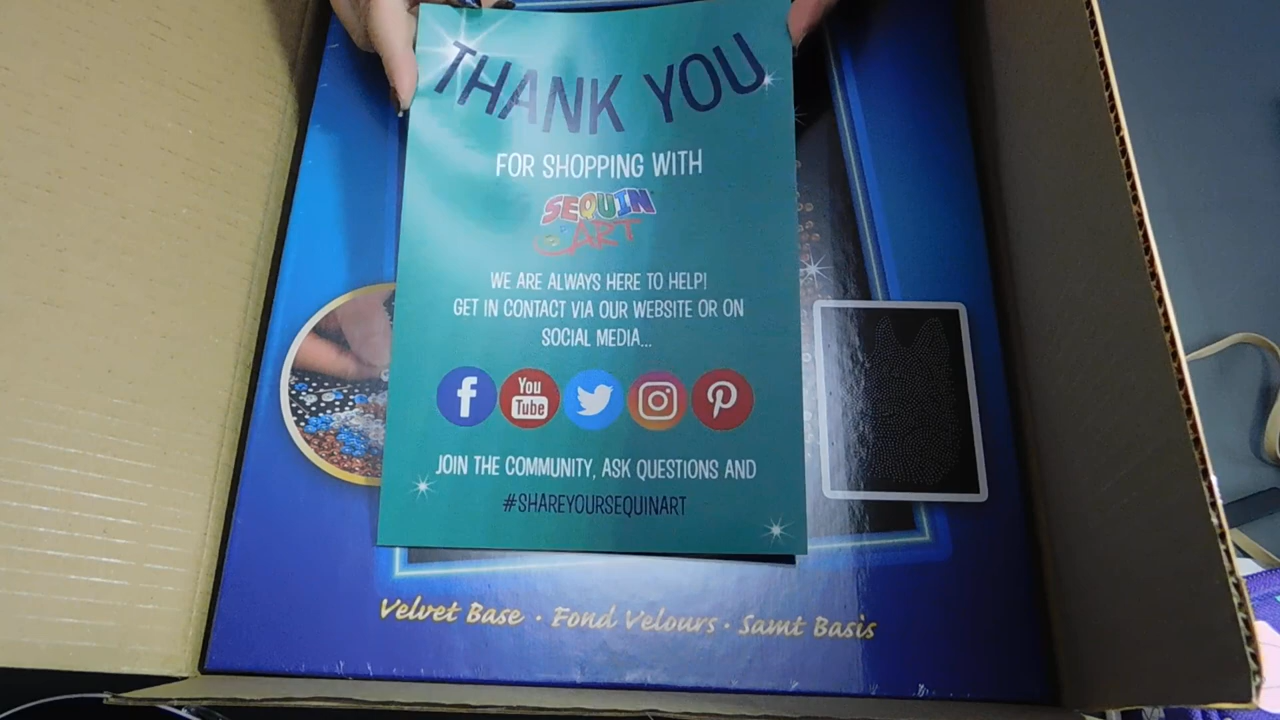 THANK YOU
FOR SHOPPING WITH
SEQUIN
ART
WE ARE ALWAYS HERE TO HELP!
GET IN CONTACT VIA OUR WEBSITE OR ON
SOCIAL MEDIA...
f You Tube
JOIN THE COMMUNITY, ASK QUESTIONS AND
#SHAREYOURSEQUINART
Velvet Base · Fond Velours · Samt Basis